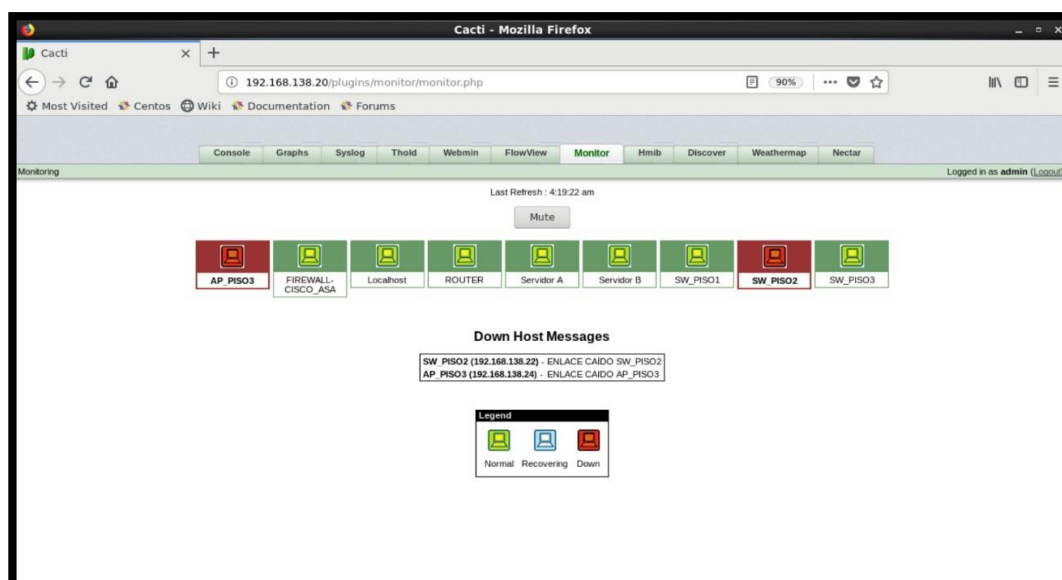 Cacti - Mozilla Firefox
Cacti
192.168.138.20/plugins/monitor/monitor.php
90%
Most Visited Centos Wiki Documentation Forums
Console Graphs Syslog Thold Webmin FlowView Monitor Hmib Discover Weathermap Nectar
Monitoring
Logged in as admin (Logout)
Last Refresh : 4:19:22 am
Mute
AP_PISO3
FIREWALL-
CISCO_ASA
Localhost
ROUTER
Servidor A
Servidor B
SW_PISO1
SW_PISO2
SW_PISO3
Down Host Messages
SW_PISO2 (192.168.138.22) - ENLACE CAIDO SW_PISO2
AP_PISO3 (192.168.138.24) - ENLACE CAIDO AP_PISO3
Legend
Normal Recovering Down